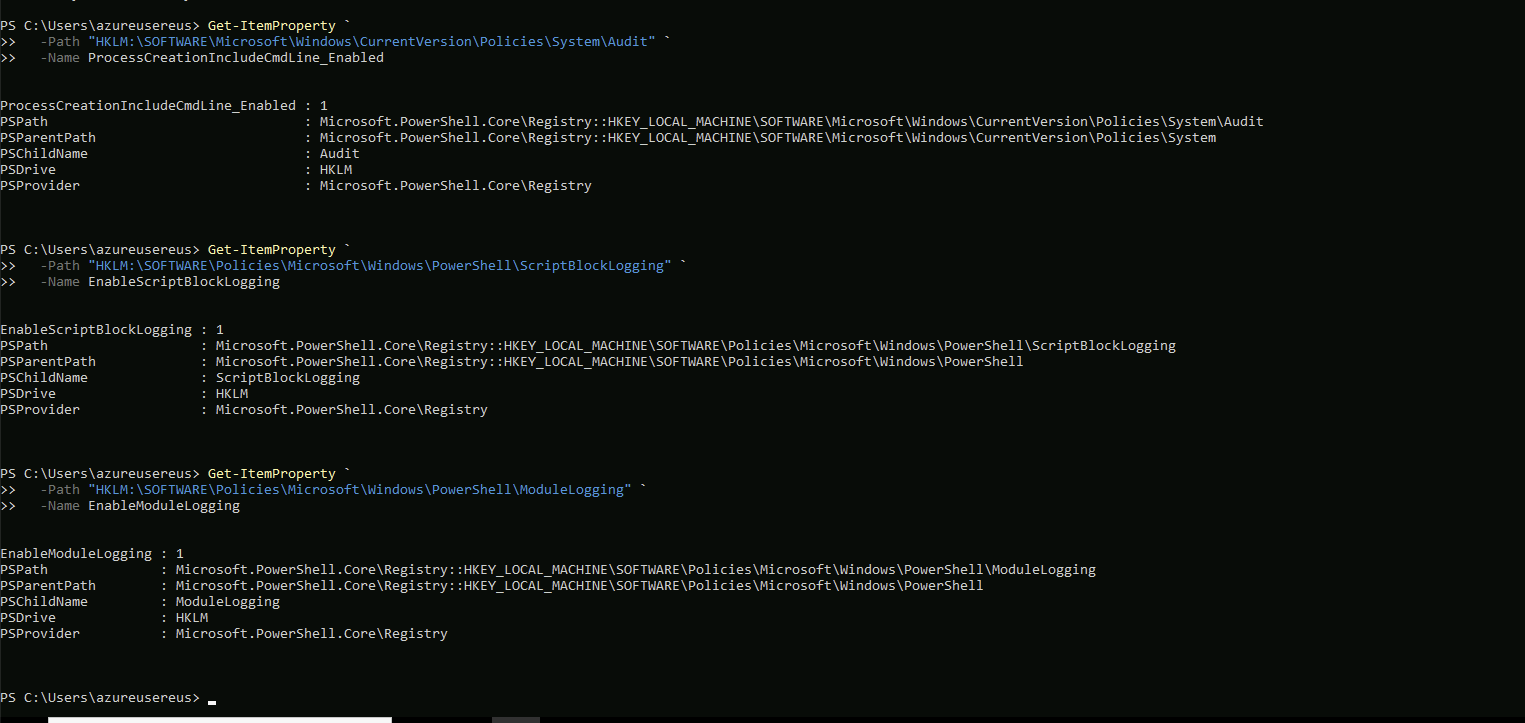 PS C:\Users\azureusereus> Get-ItemProperty `
>>   -Path "HKLM:\SOFTWARE\Microsoft\Windows\CurrentVersion\Policies\System\Audit" `
>>   -Name ProcessCreationIncludeCmdLine_Enabled
ProcessCreationIncludeCmdLine_Enabled : 1
PSPath                                : Microsoft.PowerShell.Core\Registry::HKEY_LOCAL_MACHINE\SOFTWARE\Microsoft\Windows\CurrentVersion\Policies\System\Audit
PSParentPath                          : Microsoft.PowerShell.Core\Registry::HKEY_LOCAL_MACHINE\SOFTWARE\Microsoft\Windows\CurrentVersion\Policies\System
PSChildName                           : Audit
PSDrive                               : HKLM
PSProvider                            : Microsoft.PowerShell.Core\Registry
PS C:\Users\azureusereus> Get-ItemProperty `
>>   -Path "HKLM:\SOFTWARE\Policies\Microsoft\Windows\PowerShell\ScriptBlockLogging" `
>>   -Name EnableScriptBlockLogging
EnableScriptBlockLogging : 1
PSPath                   : Microsoft.PowerShell.Core\Registry::HKEY_LOCAL_MACHINE\SOFTWARE\Policies\Microsoft\Windows\PowerShell\ScriptBlockLogging
PSParentPath             : Microsoft.PowerShell.Core\Registry::HKEY_LOCAL_MACHINE\SOFTWARE\Policies\Microsoft\Windows\PowerShell
PSChildName              : ScriptBlockLogging
PSDrive                  : HKLM
PSProvider               : Microsoft.PowerShell.Core\Registry
PS C:\Users\azureusereus> Get-ItemProperty `
>>   -Path "HKLM:\SOFTWARE\Policies\Microsoft\Windows\PowerShell\ModuleLogging" `
>>   -Name EnableModuleLogging
EnableModuleLogging : 1
PSPath              : Microsoft.PowerShell.Core\Registry::HKEY_LOCAL_MACHINE\SOFTWARE\Policies\Microsoft\Windows\PowerShell\ModuleLogging
PSParentPath        : Microsoft.PowerShell.Core\Registry::HKEY_LOCAL_MACHINE\SOFTWARE\Policies\Microsoft\Windows\PowerShell
PSChildName         : ModuleLogging
PSDrive             : HKLM
PSProvider          : Microsoft.PowerShell.Core\Registry
PS C:\Users\azureusereus>